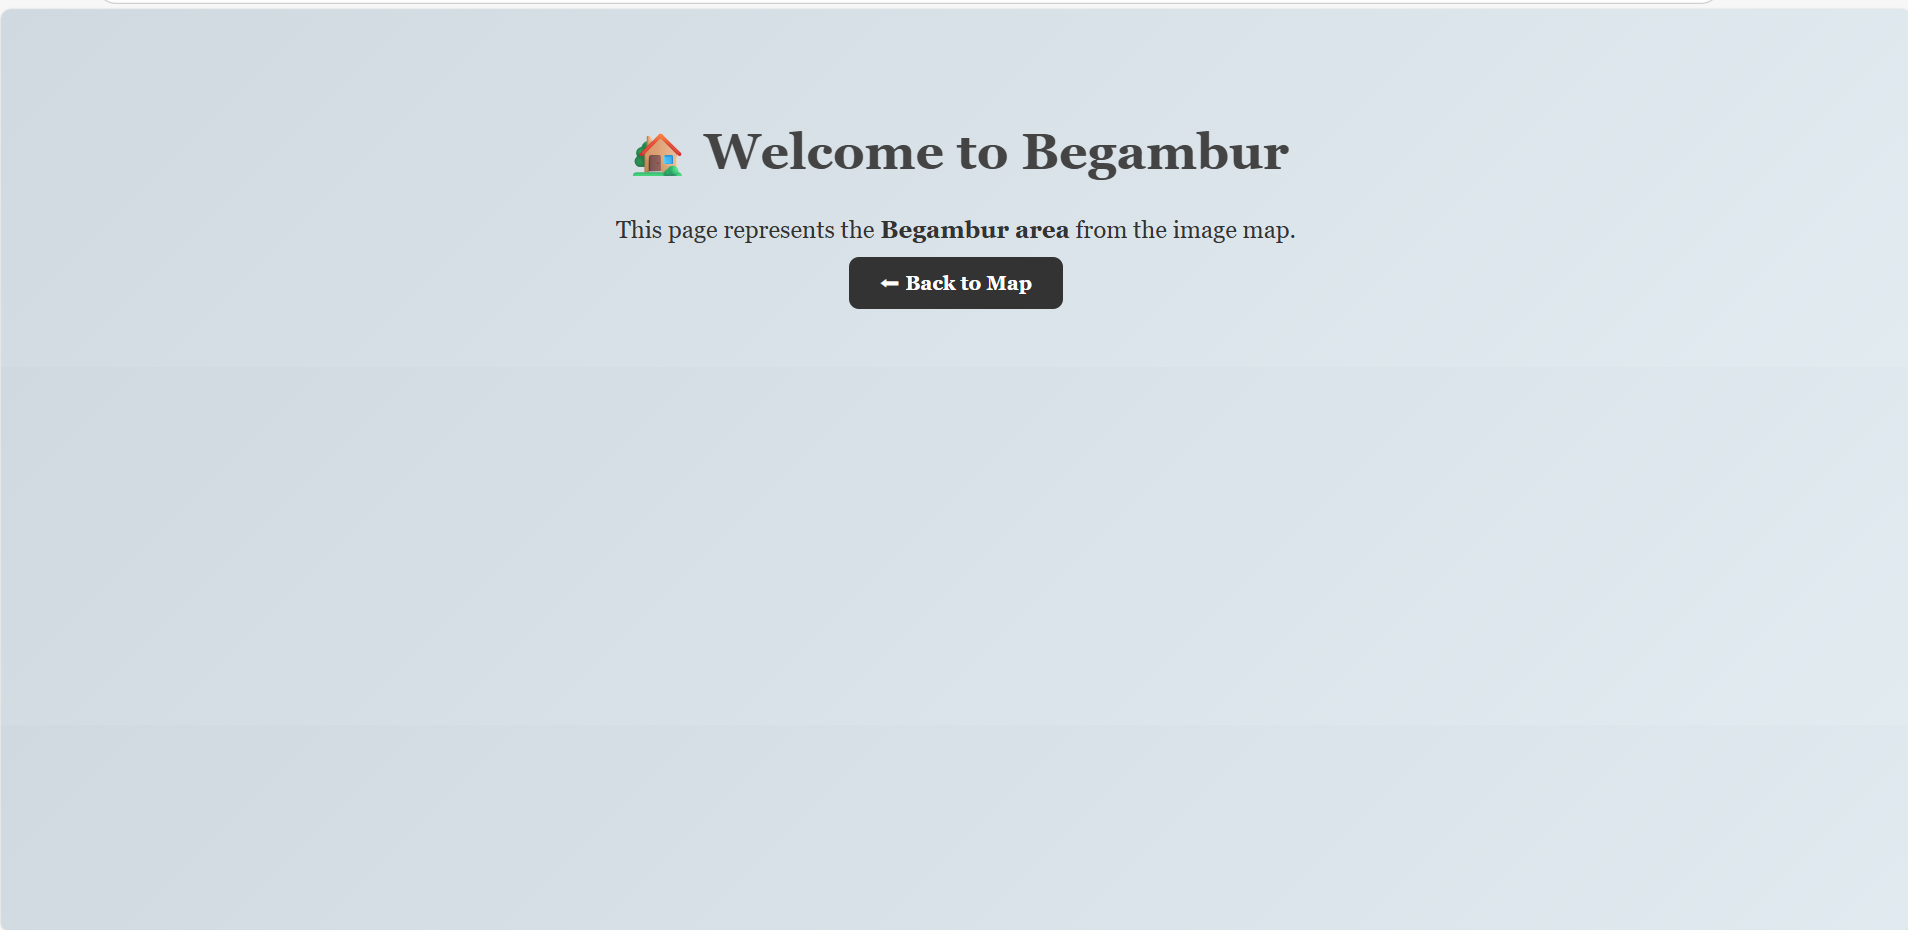 🏡 Welcome to Begambur
This page represents the Begambur area from the image map.
⬅ Back to Map